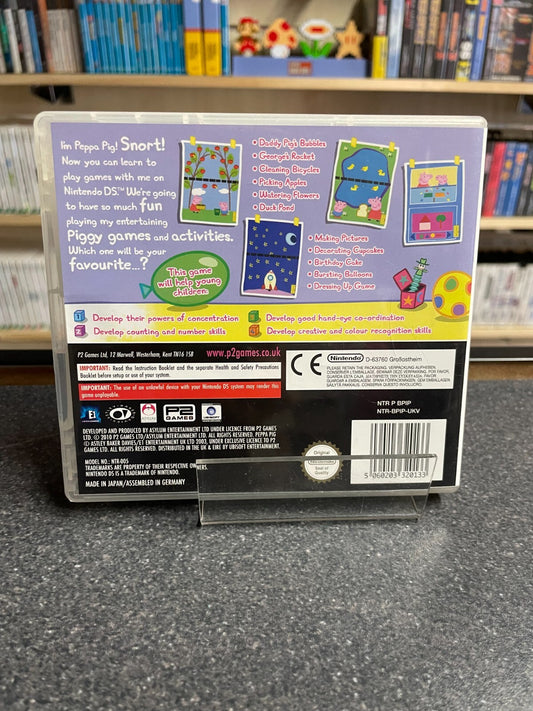 I'm Peppa Pig! Snort!
Now you can learn to
play games with me on
Nintendo DS.™ We're going
to have so much fun
playing my entertaining
Piggy games and activities.
Which one will be your
favourite...?
This game
will help young
children:
• Daddy Pig's Bubbles
• George's Rocket
• Cleaning Bicycles
• Picking Apples
• Watering Flowers
• Duck Pond
• Making Pictures
• Decorating Cupcakes
• Birthday Cake
• Bursting Balloons
• Dressing Up Game
Develop their powers of concentration
Develop counting and number skills
Develop good hand-eye co-ordination
Develop creative and colour recognition skills
P2 Games Ltd, 12 Marwell, Westerham, Kent TN16 1SB
www.p2games.co.uk
IMPORTANT: Read the Instruction Booklet and the separate Health and Safety Precautions
Booklet before setup or use of your system.
IMPORTANT: The use of an unlawful device with your Nintendo DS system may render this
game unplayable.
CE
Nintendo
D-63760 Großostheim
PLEASE RETAIN THE PACKAGING.
NTR P BPIP
NTR-BPIP-UKV
P2
GAMES
UBISOFT
DEVELOPED AND PRODUCED BY ASYLUM ENTERTAINMENT LTD UNDER LICENCE FROM P2 GAMES
LTD. © 2010 P2 GAMES LTD/ASYLUM ENTERTAINMENT LTD. ALL RIGHTS RESERVED. PEPPA PIG
© ASTLEY BAKER DAVIES/E1 ENTERTAINMENT UK LTD 2003, UNDER EXCLUSIVE LICENCE TO P2
GAMES LTD. ALL RIGHTS RESERVED. DISTRIBUTED IN THE UK & EIRE BY UBISOFT ENTERTAINMENT.
MODEL NO.: NTR-005
TRADEMARKS ARE PROPERTY OF THEIR RESPECTIVE OWNERS.
NINTENDO DS IS A TRADEMARK OF NINTENDO.
MADE IN JAPAN/ASSEMBLED IN GERMANY
Original
Nintendo
Seal of
Quality
5 060203 320133